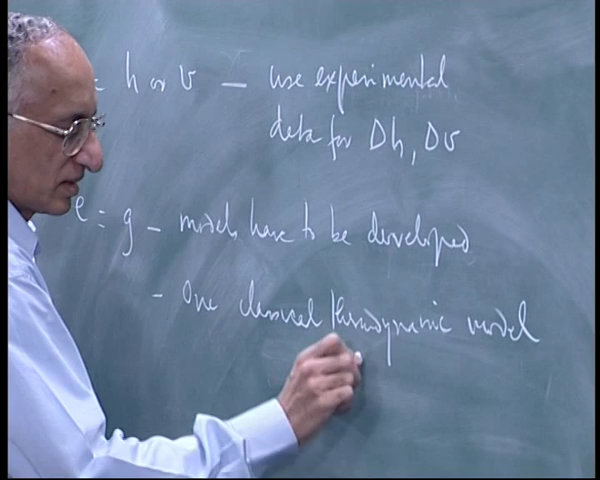 = h or v — use experimental
data for Δh, Δv
e = g — models have to be developed
- One classical thermodynamic model